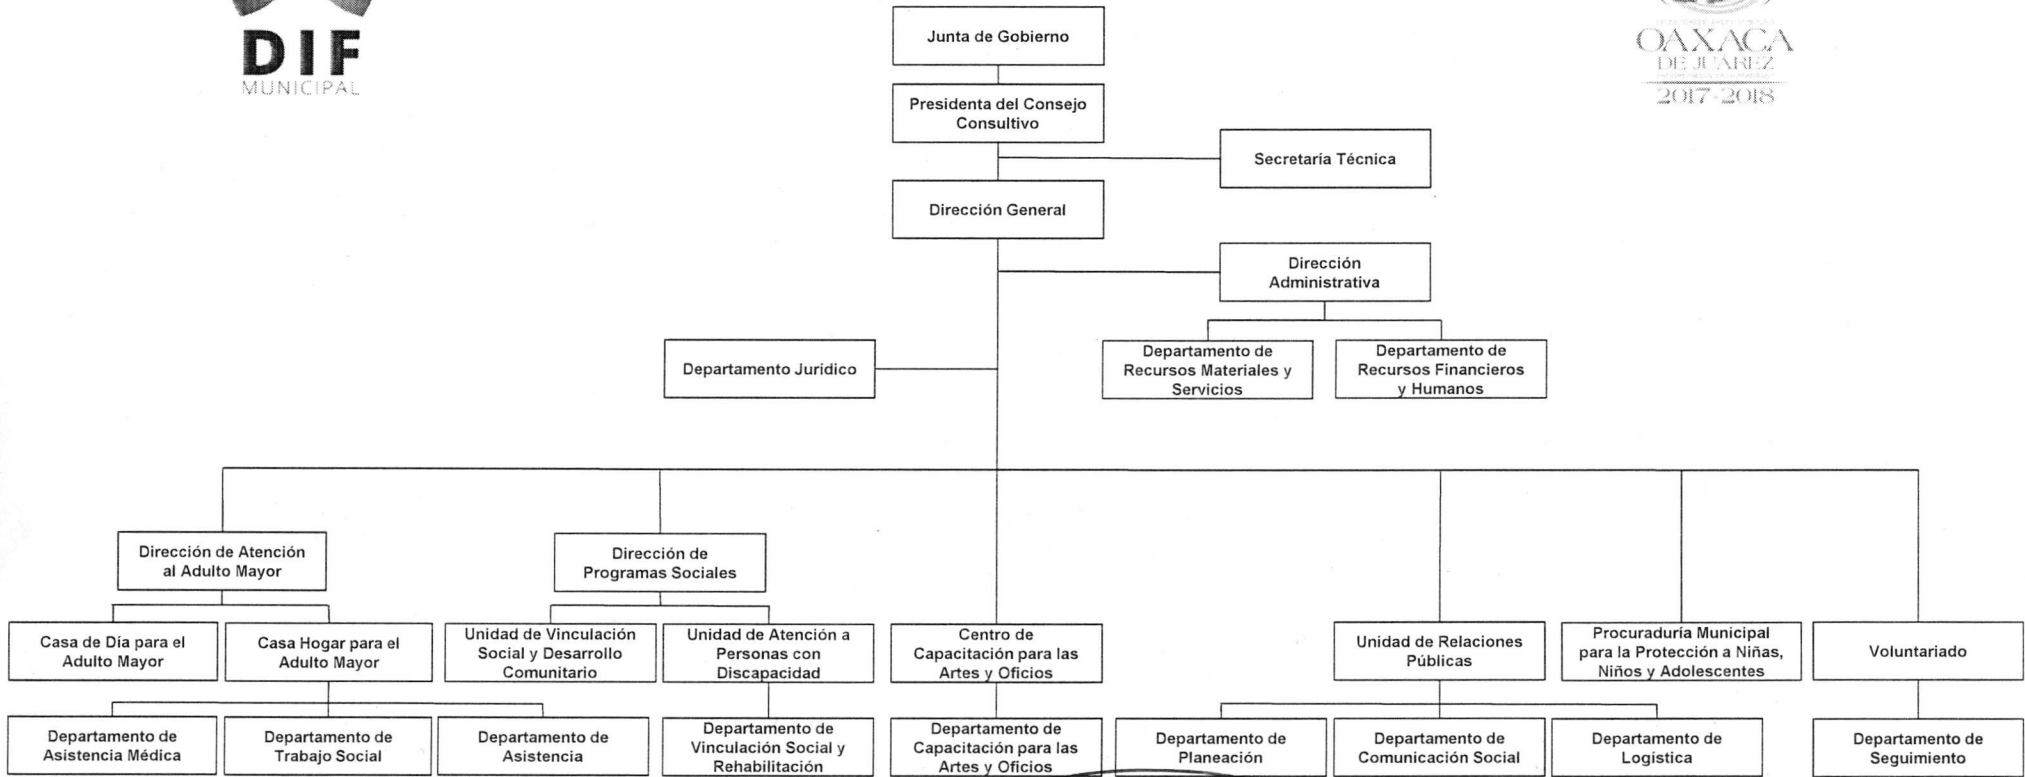 DIF
MUNICIPAL
OAXACA
DE JUÁREZ
2017-2018
Junta de Gobierno
Presidenta del Consejo
Consultivo
Secretaría Técnica
Dirección General
Dirección
Administrativa
Departamento Jurídico
Departamento de
Recursos Materiales y
Servicios
Departamento de
Recursos Financieros
y Humanos
Dirección de Atención
al Adulto Mayor
Dirección de
Programas Sociales
Casa de Día para el
Adulto Mayor
Casa Hogar para el
Adulto Mayor
Unidad de Vinculación
Social y Desarrollo
Comunitario
Unidad de Atención a
Personas con
Discapacidad
Centro de
Capacitación para las
Artes y Oficios
Unidad de Relaciones
Públicas
Procuraduría Municipal
para la Protección a Niñas,
Niños y Adolescentes
Voluntariado
Departamento de
Asistencia Médica
Departamento de
Trabajo Social
Departamento de
Asistencia
Departamento de
Vinculación Social y
Rehabilitación
Departamento de
Capacitación para las
Artes y Oficios
Departamento de
Planeación
Departamento de
Comunicación Social
Departamento de
Logística
Departamento de
Seguimiento